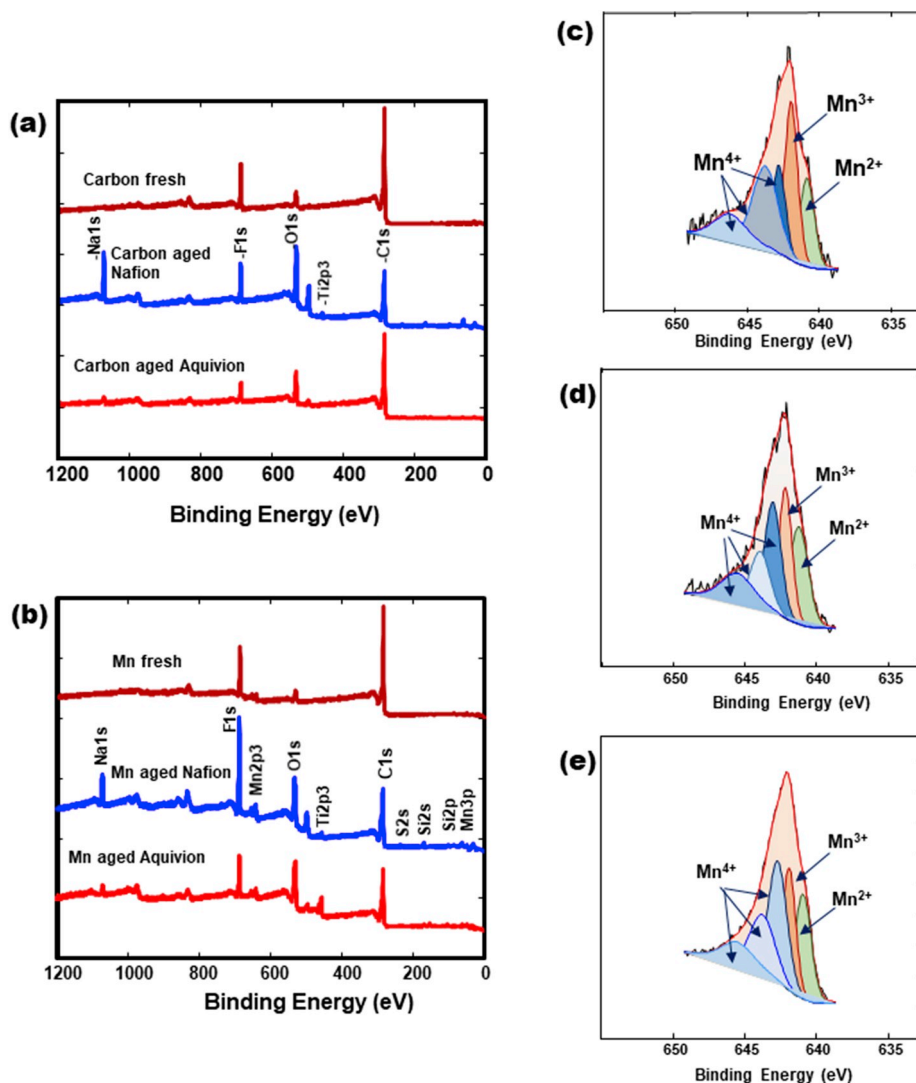 (a)
Carbon fresh
-Na1s
Carbon aged
Nafion
-F1s
O1s
-Ti2p3
-C1s
Carbon aged Aquivion
1200 1000 800 600 400 200 0
Binding Energy (eV)
(b)
Mn fresh
Na1s
Mn aged Nafion
F1s
Mn2p3
O1s
Ti2p3
C1s
S2s
Si2s
Si2p
Mn3p
Mn aged Aquivion
1200 1000 800 600 400 200 0
Binding Energy (eV)
(c)
Mn3+
Mn4+
Mn2+
650 645 640 635
Binding Energy (eV)
(d)
Mn3+
Mn4+
Mn2+
650 645 640 635
Binding Energy (eV)
(e)
Mn3+
Mn4+
Mn2+
650 645 640 635
Binding Energy (eV)